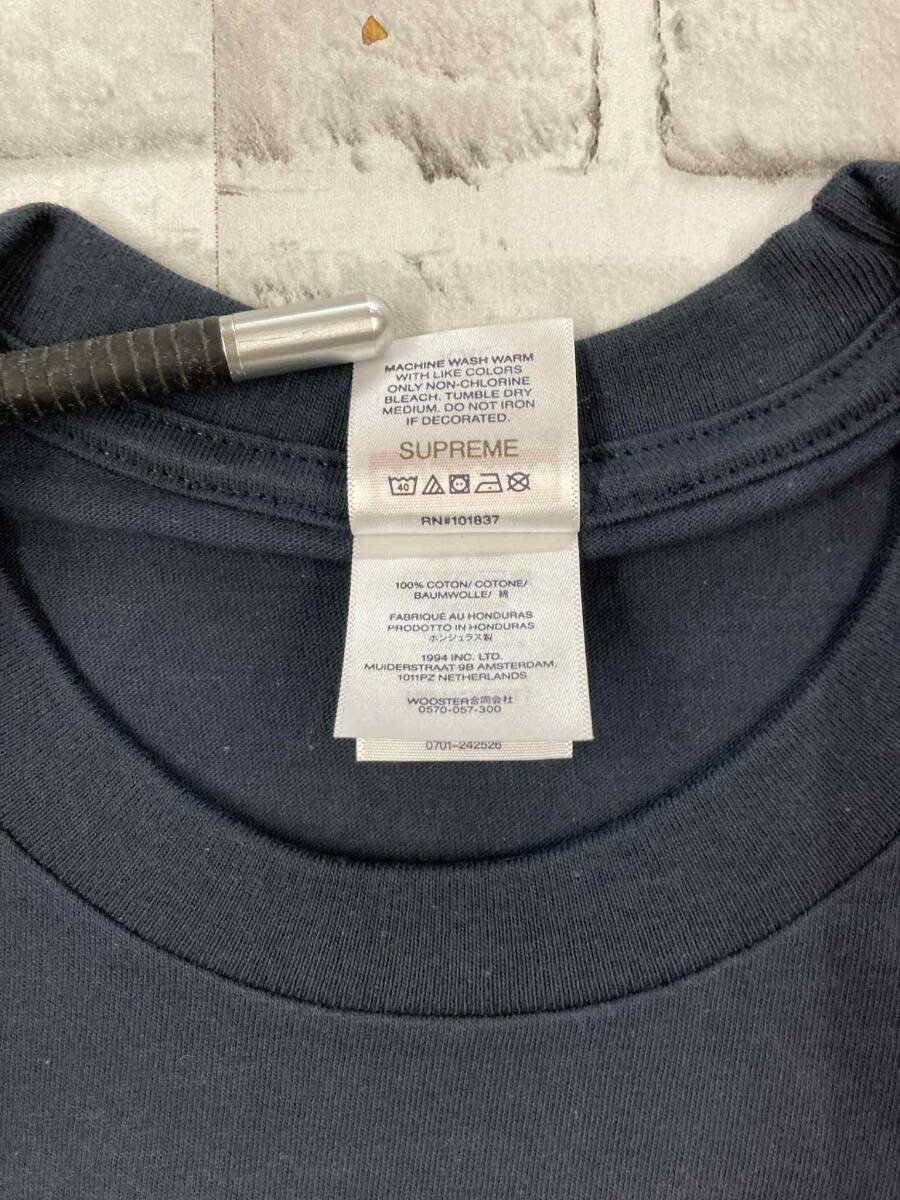 MACHINE WASH WARM
WITH LIKE COLORS
ONLY NON-CHLORINE
BLEACH. TUMBLE DRY
MEDIUM. DO NOT IRON
IF DECORATED.
SUPREME
40
RN#101837
100% COTON/ COTONE/
BAUMWOLLE/ 綿
FABRIQUÉ AU HONDURAS
PRODOTTO IN HONDURAS
ホンジュラス製
1994 INC. LTD.
MUIDERSTRAAT 9B AMSTERDAM,
1011PZ NETHERLANDS
WOOSTER合同会社
0570-057-300
0701-242526